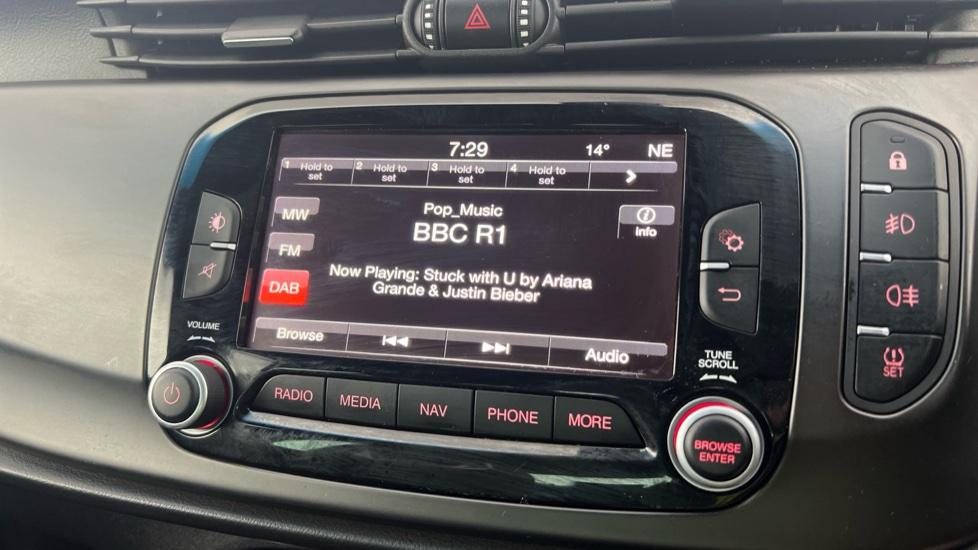 7:29 14° NE
1 Hold to set 2 Hold to set 3 Hold to set 4 Hold to set
MW
Pop_Music
BBC R1
i Info
FM
Now Playing: Stuck with U by Ariana
Grande & Justin Bieber
DAB
Browse Audio
VOLUME
TUNE
SCROLL
RADIO MEDIA NAV PHONE MORE
BROWSE
ENTER
SET